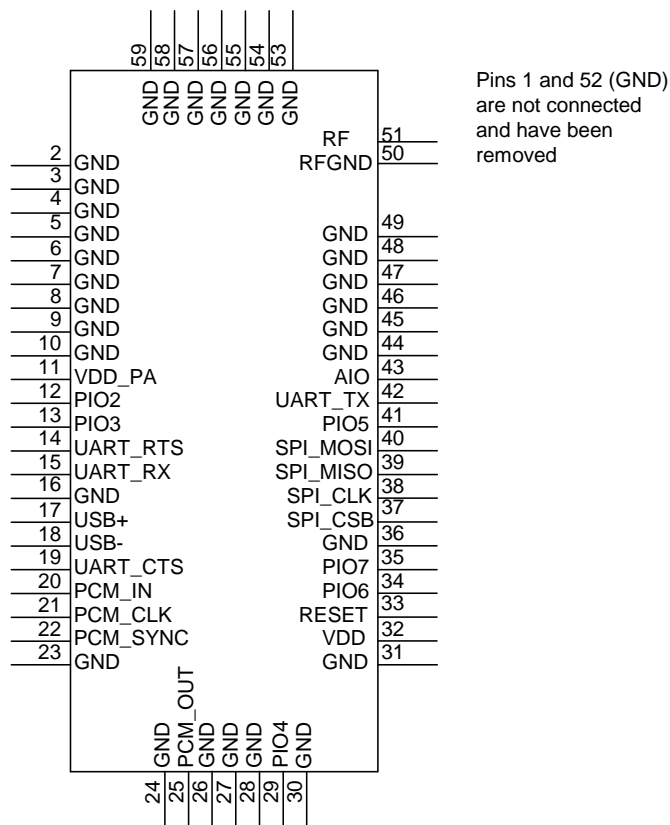 59 58 57 56 55 54 53
GND GND GND GND GND GND GND
Pins 1 and 52 (GND)
are not connected
and have been
removed
RF 51
RFGND 50
2 GND
3 GND
4 GND
5 GND
6 GND
7 GND
8 GND
9 GND
10 GND
11 VDD_PA
12 PIO2
13 PIO3
14 UART_RTS
15 UART_RX
16 GND
17 USB+
18 USB-
19 UART_CTS
20 PCM_IN
21 PCM_CLK
22 PCM_SYNC
23 GND
GND 49
GND 48
GND 47
GND 46
GND 45
GND 44
AIO 43
UART_TX 42
PIO5 41
SPI_MOSI 40
SPI_MISO 39
SPI_CLK 38
SPI_CSB 37
GND 36
PIO7 35
PIO6 34
RESET 33
VDD 32
GND 31
GND PCM_OUT GND GND GND PIO4 GND
24 25 26 27 28 29 30